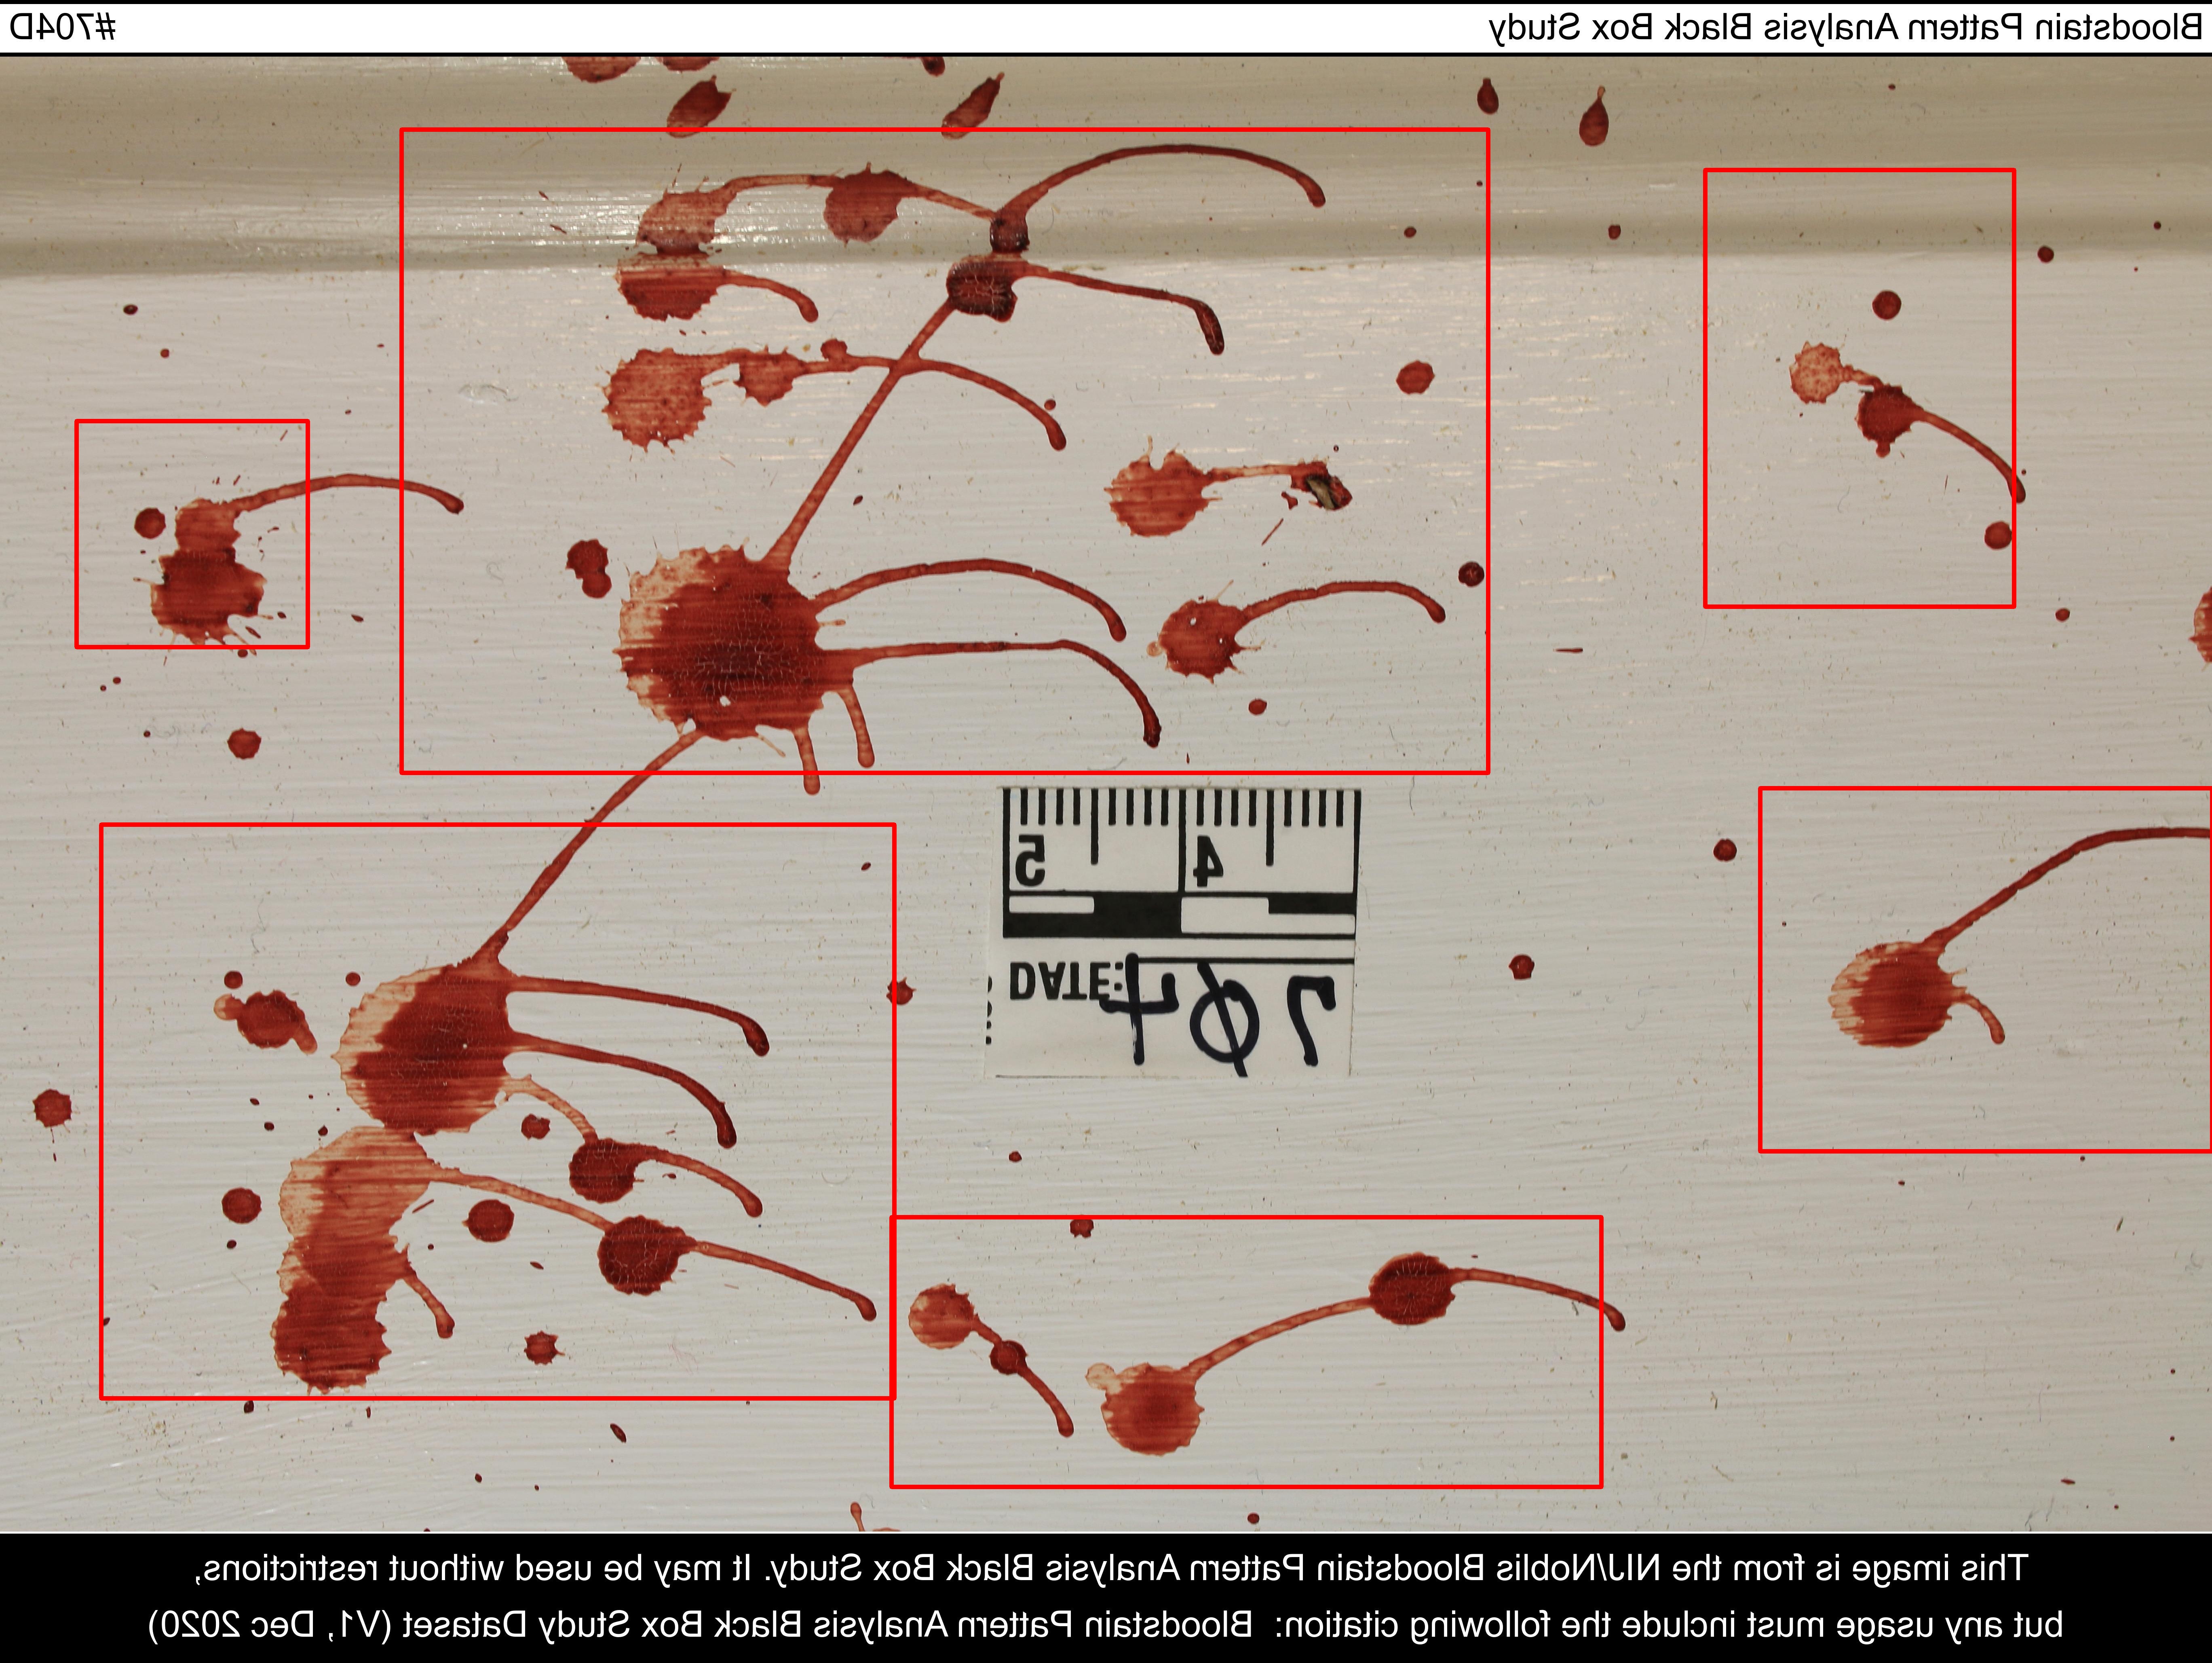 Bloodstain Pattern Analysis Black Box Study #704D
4 5
DATE:
704
This image is from the NIJ/Noblis Bloodstain Pattern Analysis Black Box Study. It may be used without restrictions,
but any usage must include the following citation: Bloodstain Pattern Analysis Black Box Study Dataset (V1, Dec 2020)